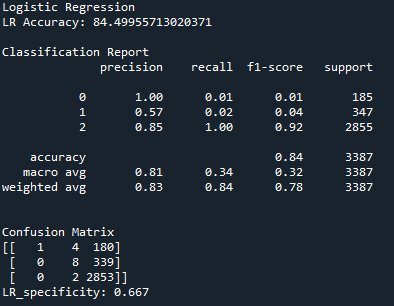 Logistic Regression
LR Accuracy: 84.49955713020371
Classification Report
precision recall f1-score support
0 1.00 0.01 0.01 185
1 0.57 0.02 0.04 347
2 0.85 1.00 0.92 2855
accuracy 0.84 3387
macro avg 0.81 0.34 0.32 3387
weighted avg 0.83 0.84 0.78 3387
Confusion Matrix
[[ 1 4 180]
[ 0 8 339]
[ 0 2 2853]]
LR_specificity: 0.667